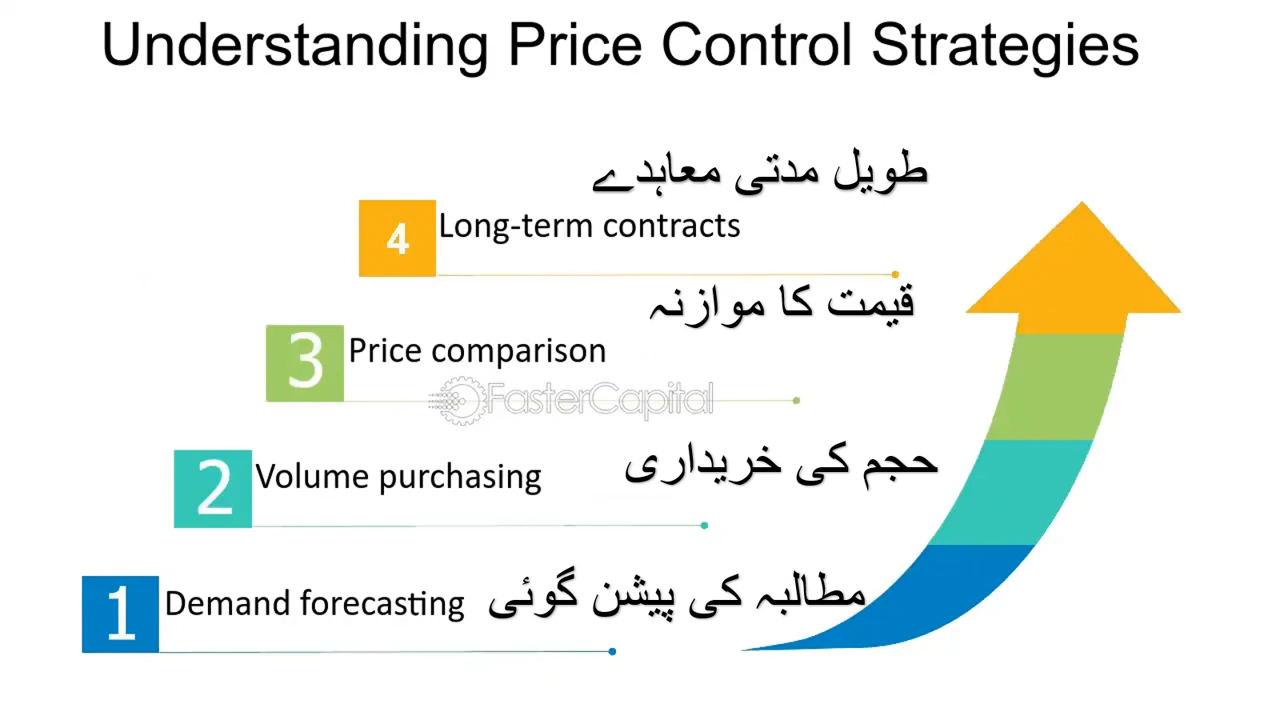 Understanding Price Control Strategies
طویل مدتی معاہدے
4
Long-term contracts
قیمت کا موازنہ
3
Price comparison
FasterCapital
2
Volume purchasing
حجم کی خریداری
1
Demand forecasting
مطالبہ کی پیشن گوئی